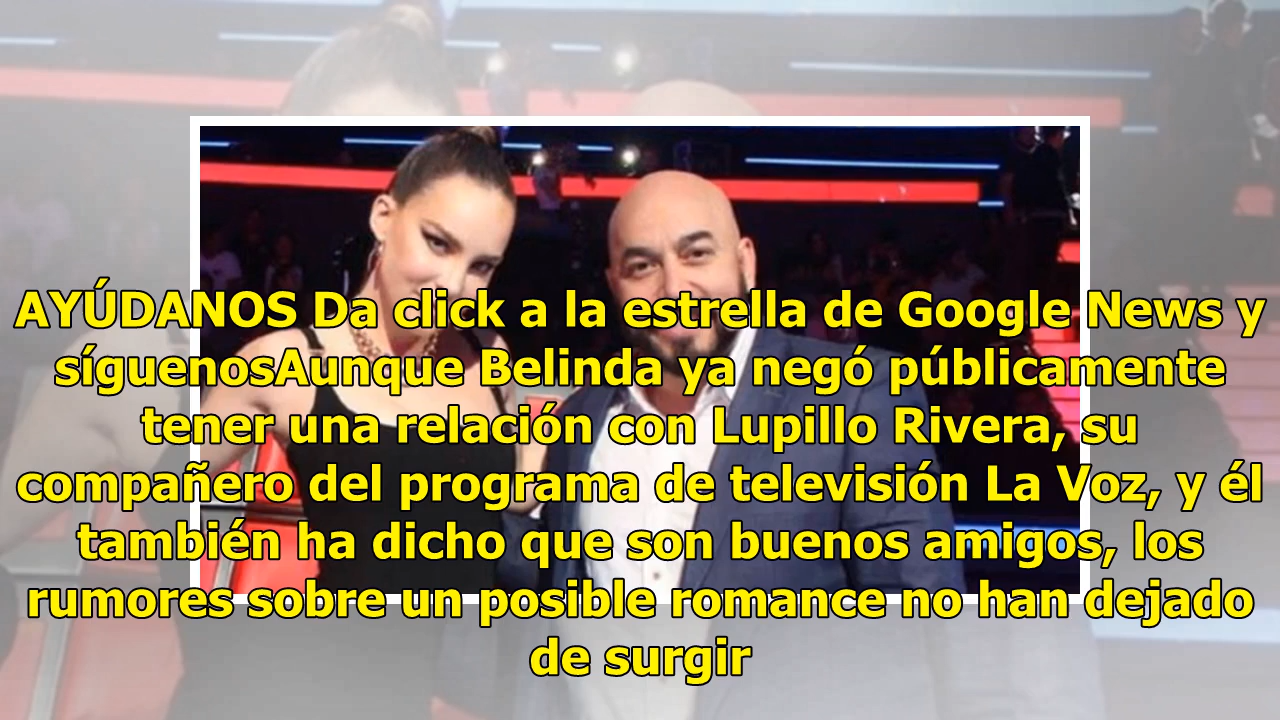 AYÚDANOS Da click a la estrella de Google News y
síguenosAunque Belinda ya negó públicamente
tener una relación con Lupillo Rivera, su
compañero del programa de televisión La Voz, y él
también ha dicho que son buenos amigos, los
rumores sobre un posible romance no han dejado
de surgir